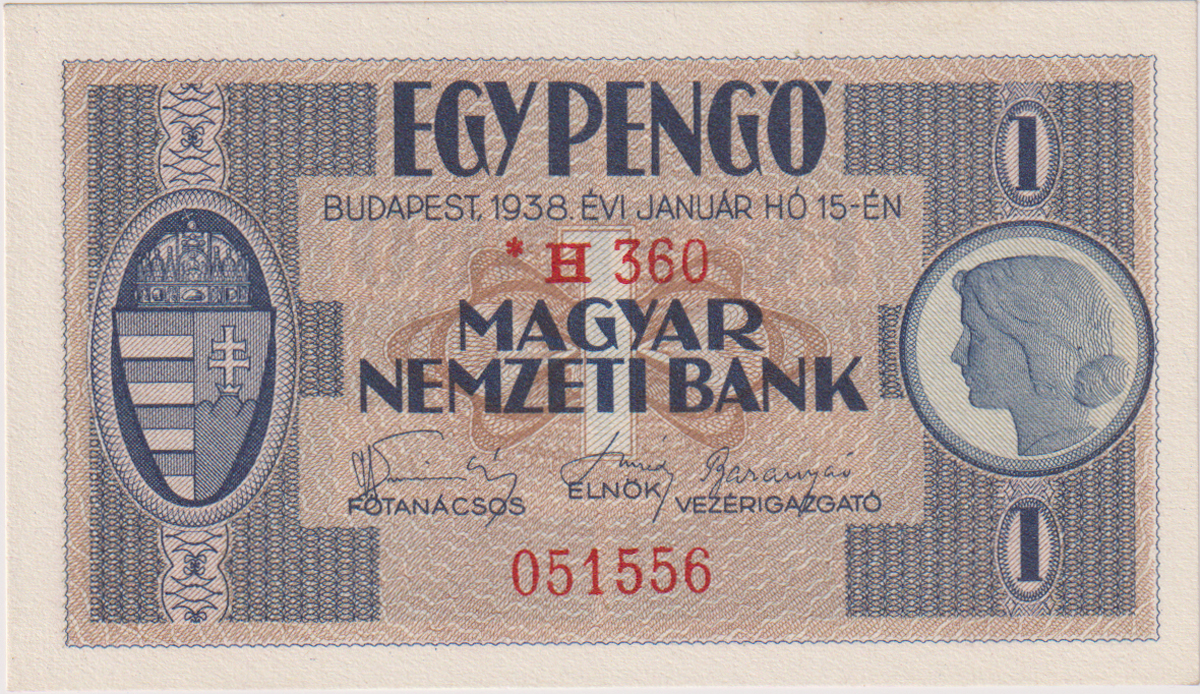 EGY PENGŐ
1
BUDAPEST, 1938. ÉVI JANUÁR HÓ 15-ÉN
* H 360
MAGYAR
NEMZETI BANK
FŐTANÁCSOS ELNÖK VEZÉRIGAZGATÓ
1
051556